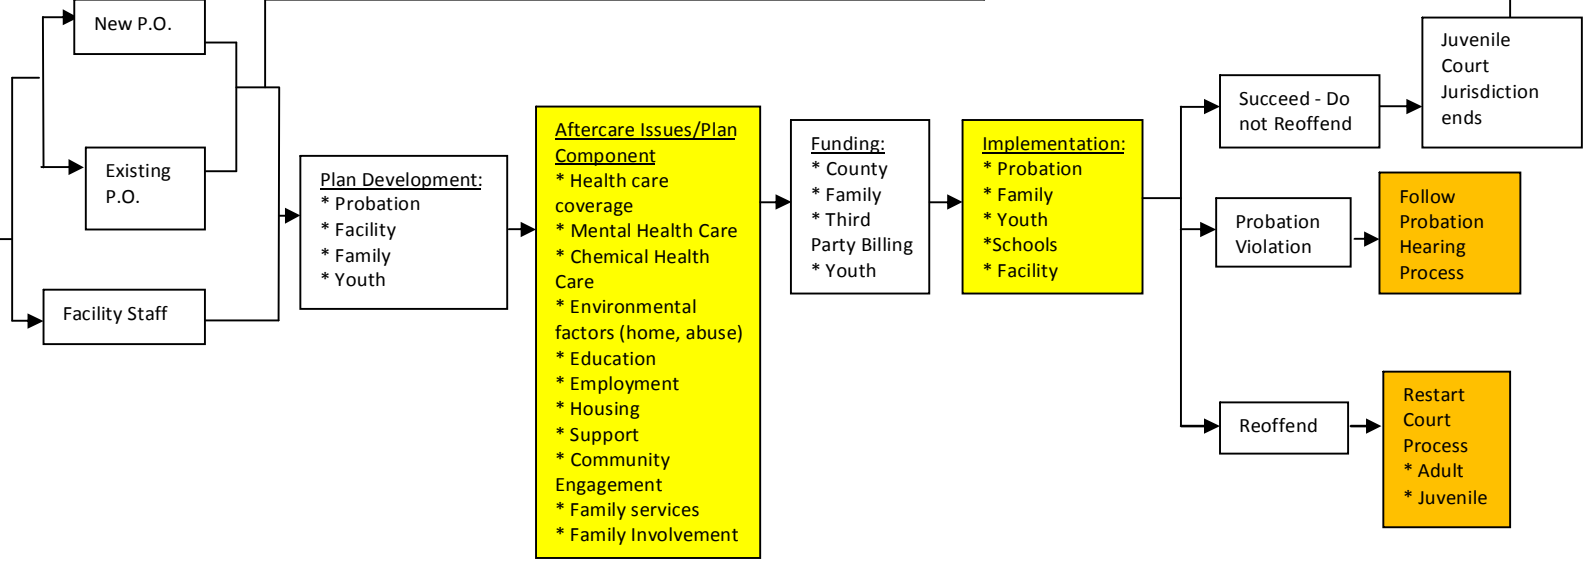 New P.O.
Existing
P.O.
Facility Staff
Plan Development:
* Probation
* Facility
* Family
* Youth
Aftercare Issues/Plan
Component
* Health care
coverage
* Mental Health Care
* Chemical Health
Care
* Environmental
factors (home, abuse)
* Education
* Employment
* Housing
* Support
* Community
Engagement
* Family services
* Family Involvement
Funding:
* County
* Family
* Third
Party Billing
* Youth
Implementation:
* Probation
* Family
* Youth
*Schools
* Facility
Succeed - Do
not Reoffend
Juvenile
Court
Jurisdiction
ends
Probation
Violation
Follow
Probation
Hearing
Process
Reoffend
Restart
Court
Process
* Adult
* Juvenile